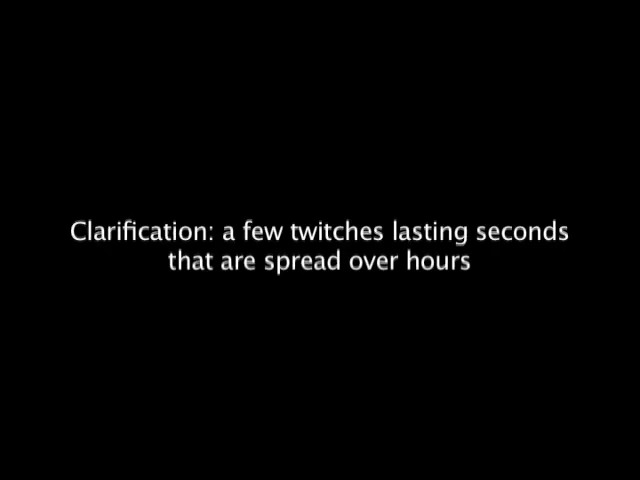 Clarification: a few twitches lasting seconds
that are spread over hours